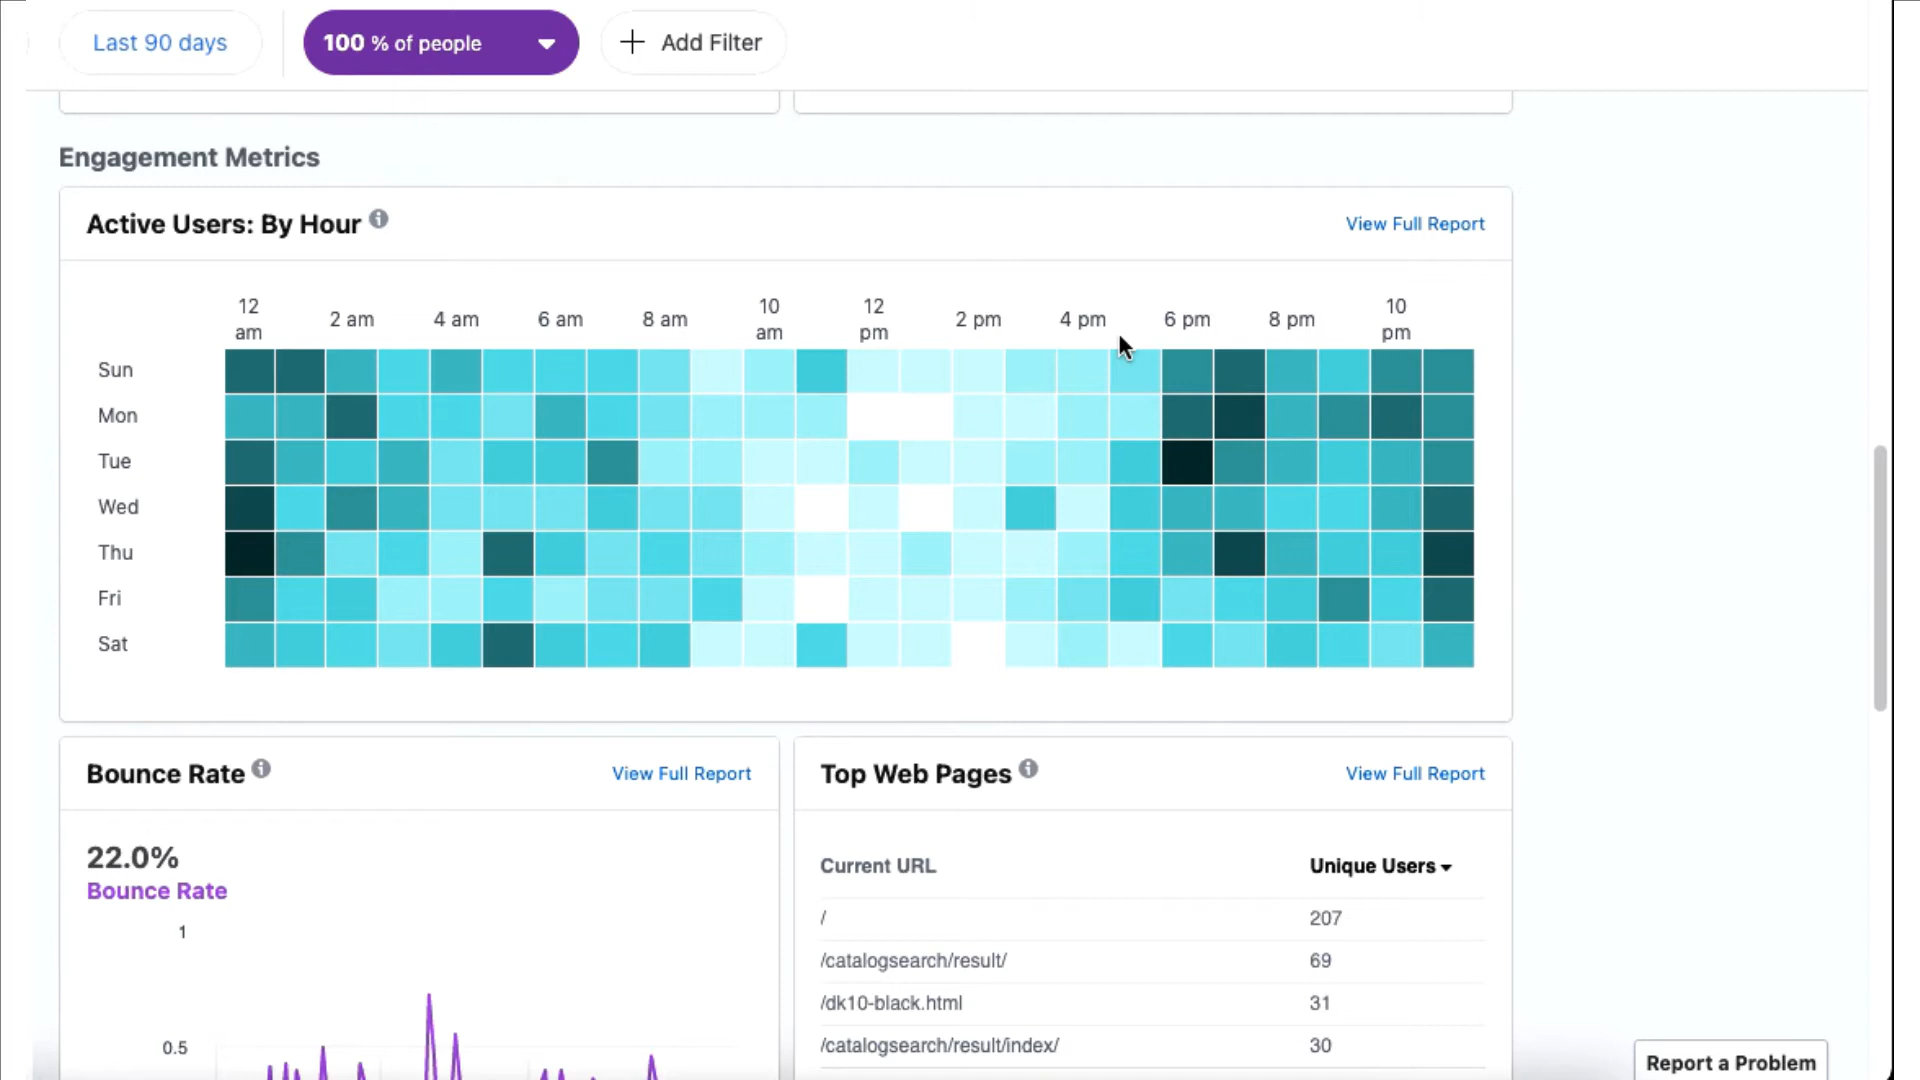 Last 90 days
100 % of people
Add Filter
Engagement Metrics
Active Users: By Hour
View Full Report
12 am 2 am 4 am 6 am 8 am 10 am 12 pm 2 pm 4 pm 6 pm 8 pm 10 pm
Sun
Mon
Tue
Wed
Thu
Fri
Sat
Bounce Rate
View Full Report
22.0%
Bounce Rate
1
0.5
Top Web Pages
View Full Report
Current URL Unique Users
/ 207
/catalogsearch/result/ 69
/dk10-black.html 31
/catalogsearch/result/index/ 30
Report a Problem